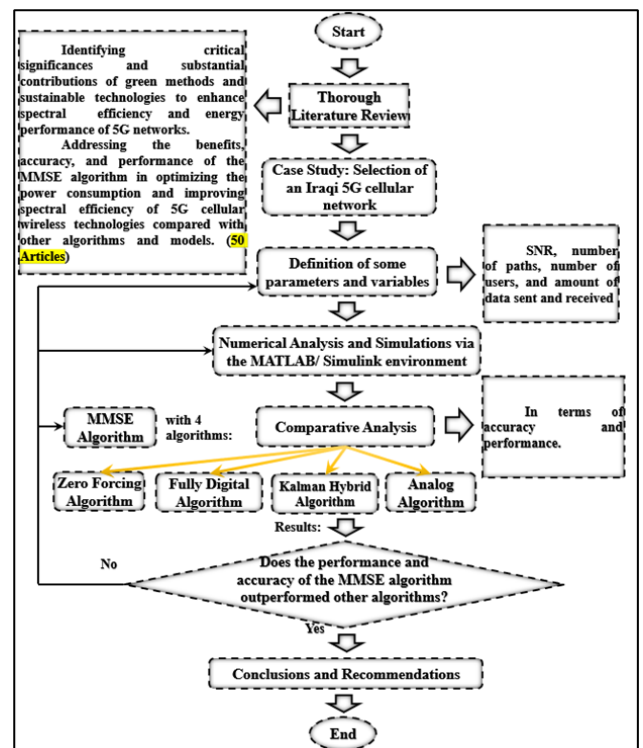 Start
Thorough
Literature Review
Identifying critical
significances and substantial
contributions of green methods and
sustainable technologies to enhance
spectral efficiency and energy
performance of 5G networks.
Addressing the benefits,
accuracy, and performance of the
MMSE algorithm in optimizing the
power consumption and improving
spectral efficiency of 5G cellular
wireless technologies compared with
other algorithms and models. (50
Articles)
Case Study: Selection of
an Iraqi 5G cellular
network
Definition of some
parameters and variables
SNR, number
of paths, number of
users, and amount of
data sent and received
Numerical Analysis and Simulations via
the MATLAB/ Simulink environment
MMSE
Algorithm
with 4
algorithms:
Comparative Analysis
In terms of
accuracy and
performance.
Zero Forcing
Algorithm
Fully Digital
Algorithm
Kalman Hybrid
Algorithm
Analog
Algorithm
Results:
Does the performance and
accuracy of the MMSE algorithm
outperformed other algorithms?
No
Yes
Conclusions and Recommendations
End